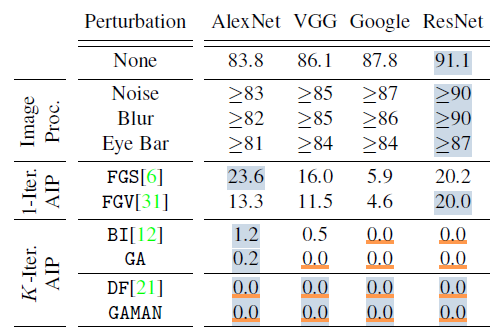 Perturbation AlexNet VGG Google ResNet
None 83.8 86.1 87.8 91.1
Image Proc.
Noise ≥83 ≥85 ≥87 ≥90
Blur ≥82 ≥85 ≥86 ≥90
Eye Bar ≥81 ≥84 ≥84 ≥87
1-Iter. AIP
FGS[6] 23.6 16.0 5.9 20.2
FGV[31] 13.3 11.5 4.6 20.0
K-Iter. AIP
BI[12] 1.2 0.5 0.0 0.0
GA 0.2 0.0 0.0 0.0
DF[21] 0.0 0.0 0.0 0.0
GAMAN 0.0 0.0 0.0 0.0